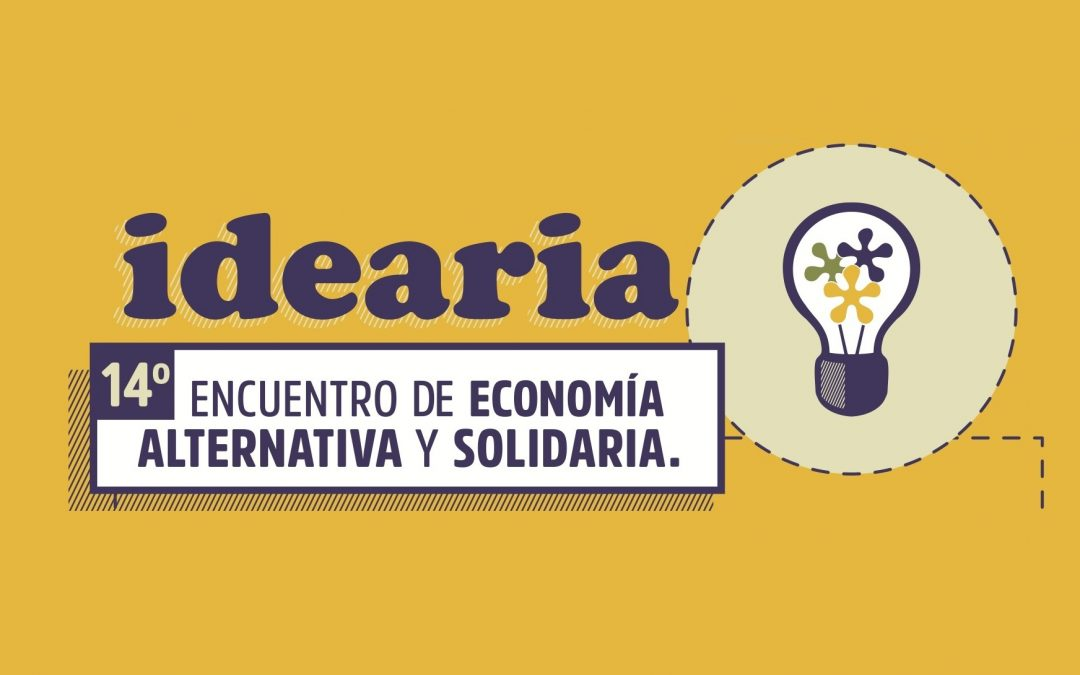 idearia
14º ENCUENTRO DE ECONOMÍA
ALTERNATIVA Y SOLIDARIA.